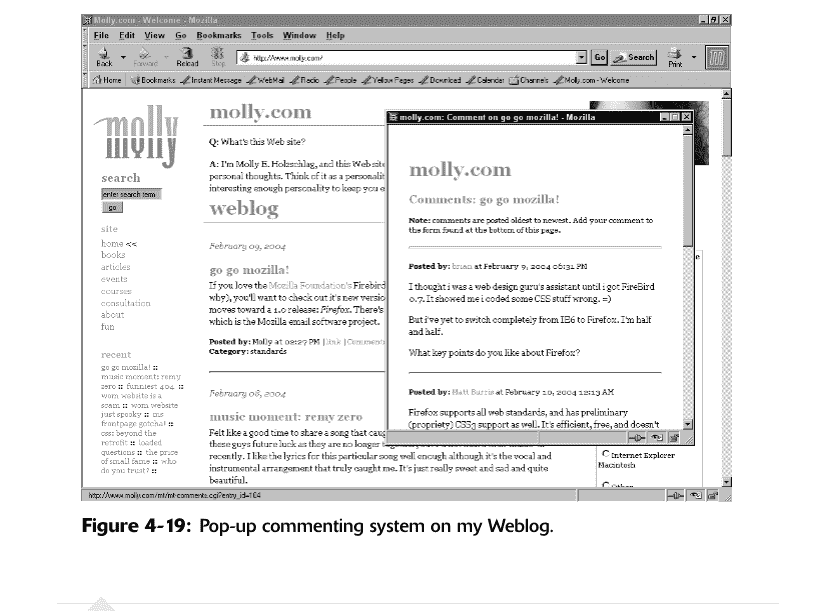 Molly.com - Welcome - Mozilla
File Edit View Go Bookmarks Tools Window Help
Back Forward Reload Stop http://www.molly.com/ Go Search Print
Home Bookmarks Instant Message WebMail Radio People Yellow Pages Download Calendar Channels Molly.com - Welcome
molly
search
enter search term
go
site
home <<
books
articles
events
courses
consultation
about
fun
recent
go go mozilla! ::
music moment: remy
zero :: funniest 404 ::
worn website is a
scam :: worn website
just spooky :: ms
frontpage gotcha! ::
css: beyond the
retrofit :: loaded
questions :: the price
of small fame :: who
do you trust? ::
molly.com
Q: What's this Web site?
A: I'm Molly E. Holzschlag, and this Web site
personal thoughts. Think of it as a personalit
interesting enough personality to keep you e
weblog
February 09, 2004
go go mozilla!
If you love the Mozilla Foundation's Firebird
why), you'll want to check out it's new versio
moves toward a 1.0 release: Firefox. There's
which is the Mozilla email software project.
Posted by: Molly at 02:27 PM |link |Comment
Category: standards
February 08, 2004
music moment: remy zero
Felt like a good time to share a song that caug
these guys future luck as they are no longer
recently. I like the lyrics for this particular song well enough although it's the vocal and
instrumental arrangement that truly caught me. It's just really sweet and sad and quite
beautiful.
molly.com: Comment on go go mozilla! - Mozilla
molly.com
Comments: go go mozilla!
Note: comments are posted oldest to newest. Add your comment to
the form found at the bottom of this page.
Posted by: brian at February 9, 2004 06:31 PM
I thought i was a web design guru's assistant until i got FireBird
0.7. It showed me i coded some CSS stuff wrong. =)
But i've yet to switch completely from IE6 to Firefox. I'm half
and half.
What key points do you like about Firefox?
Posted by: Matt Burris at February 10, 2004 12:13 AM
Firefox supports all web standards, and has preliminary
(propriety) CSS3 support as well. It's efficient, free, and doesn't
e
Internet Explorer
Macintosh
Other
http://www.molly.com/mt/mt-comments.cgi?entry_id=164
Figure 4-19: Pop-up commenting system on my Weblog.